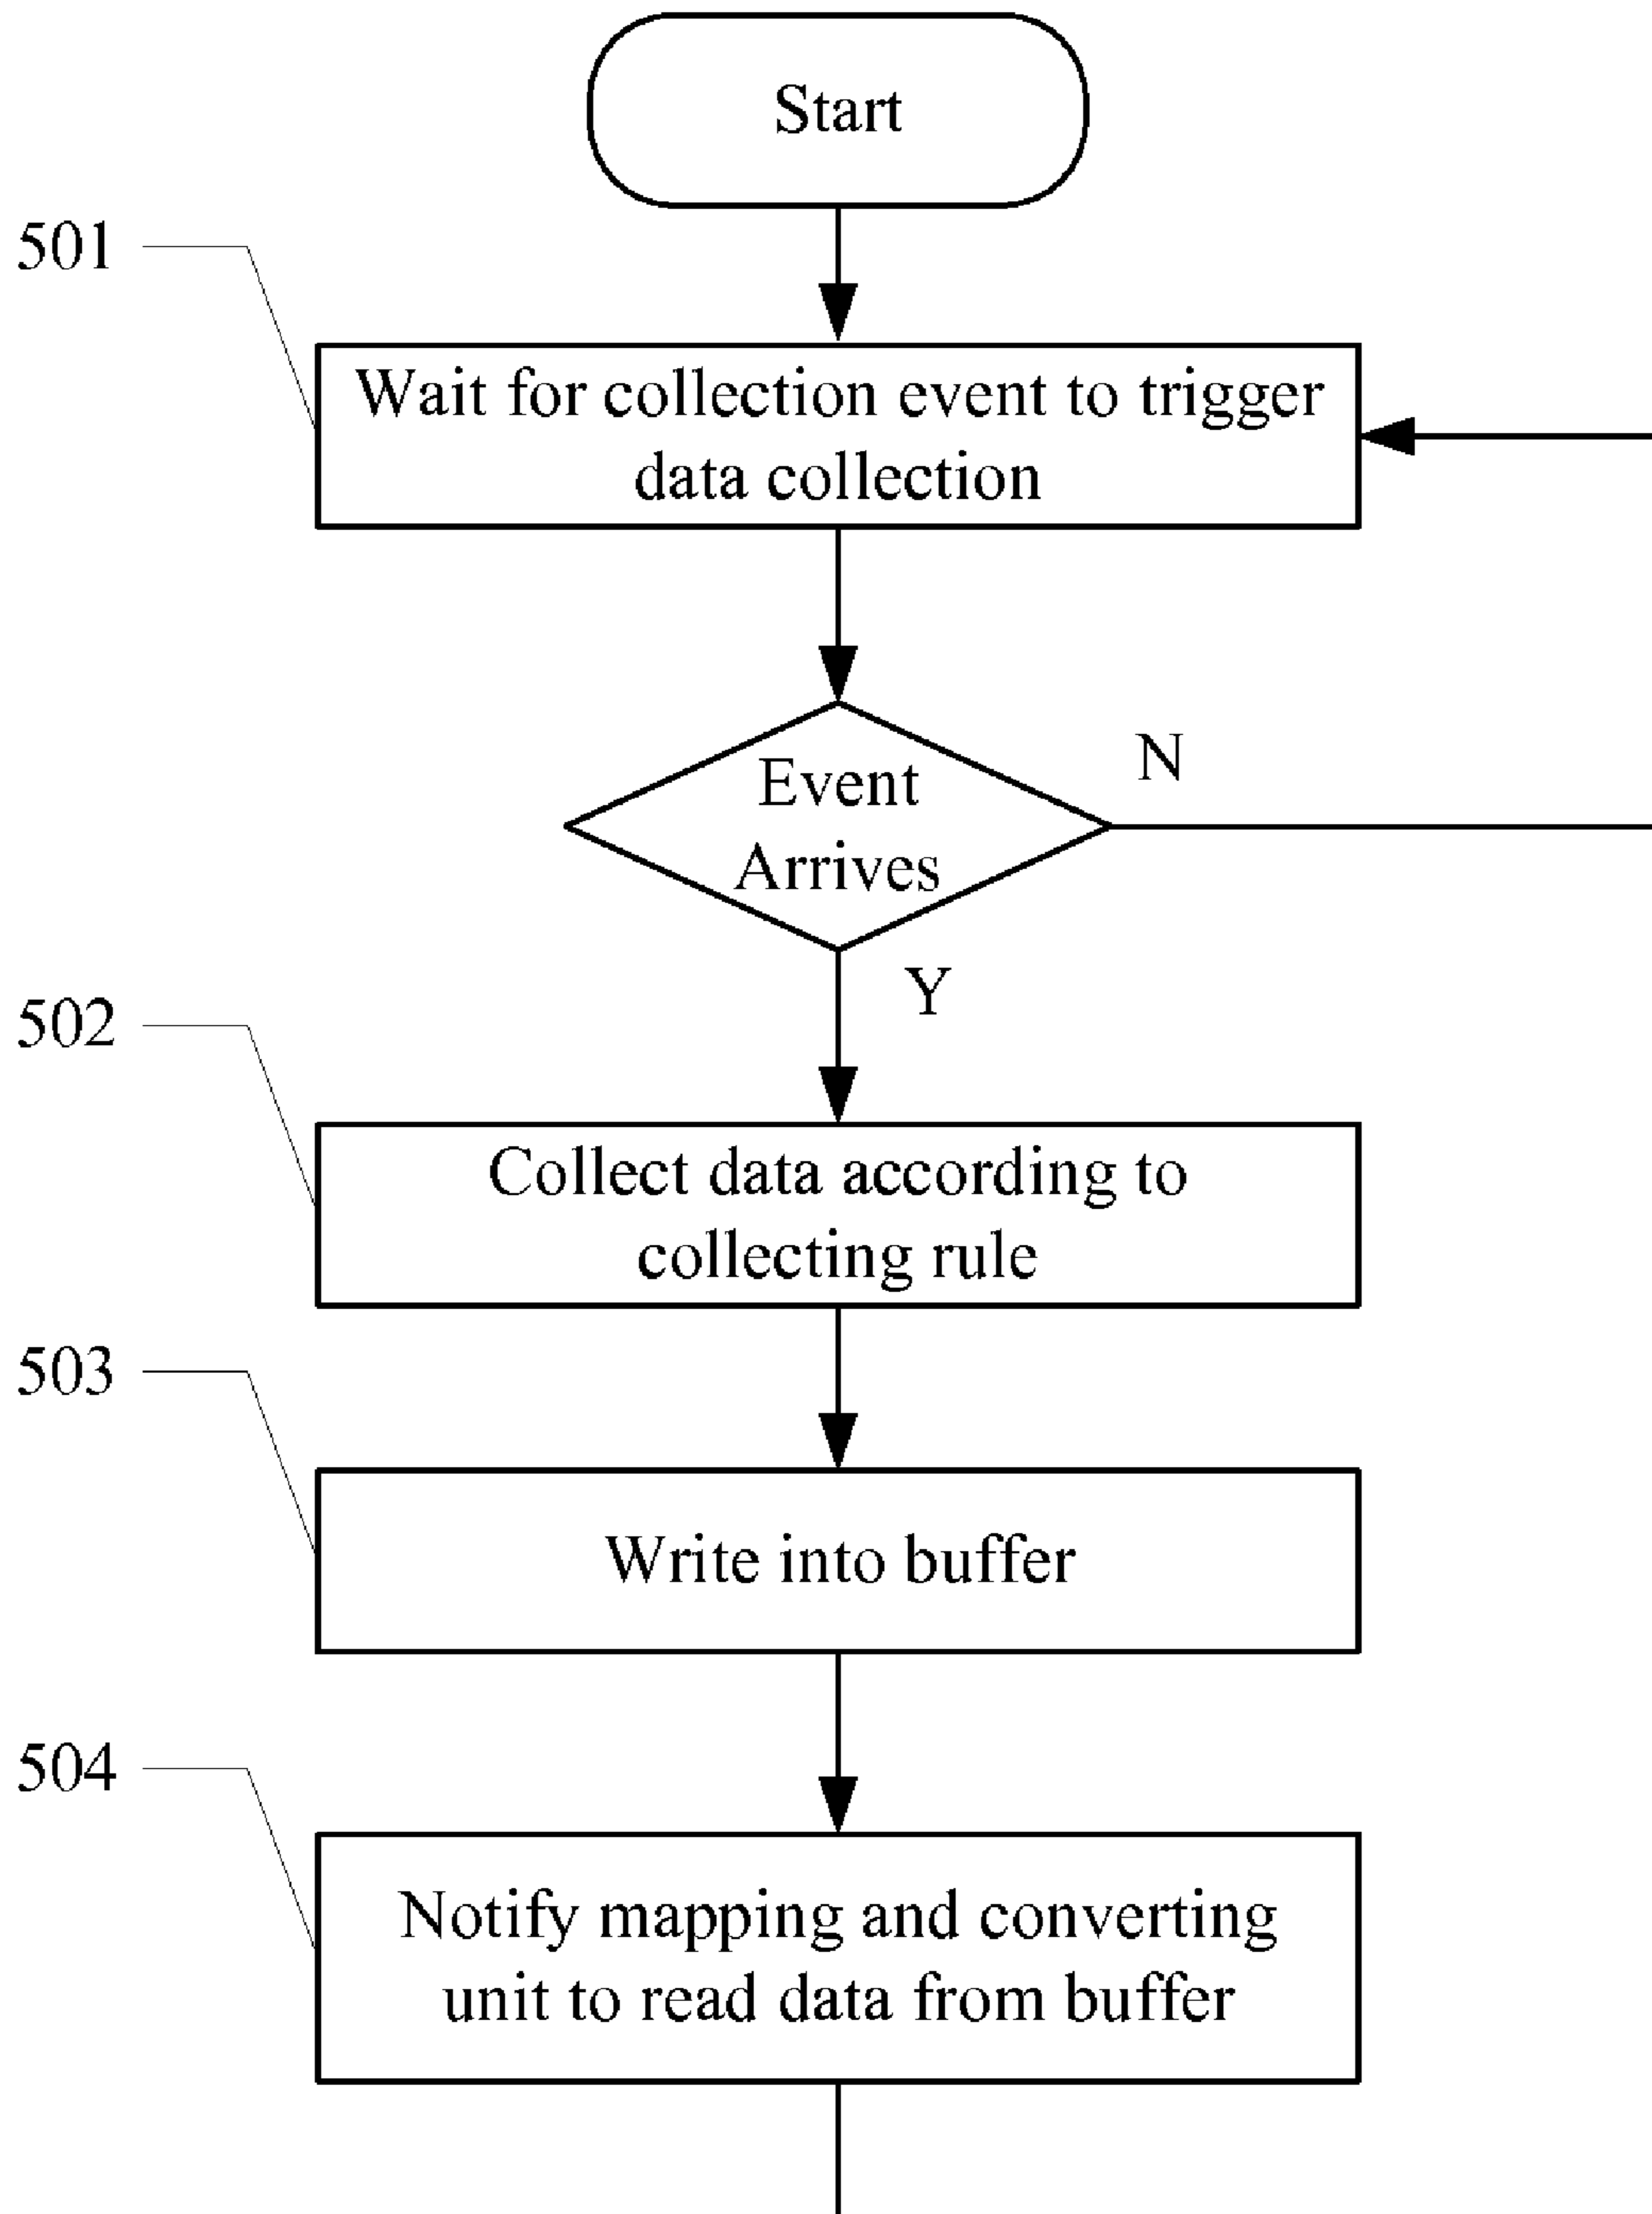 Start
501
Wait for collection event to trigger
data collection
Event
Arrives
N
Y
502
Collect data according to
collecting rule
503
Write into buffer
504
Notify mapping and converting
unit to read data from buffer